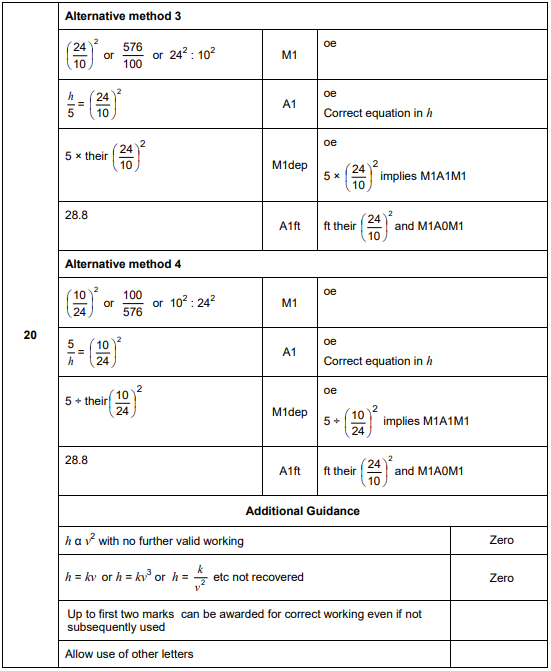 Alternative method 3
(24/10)² or 576/100 or 24² : 10²
M1
oe
h/5 = (24/10)²
A1
oe
Correct equation in h
5 × their (24/10)²
M1dep
oe
5 × (24/10)² implies M1A1M1
28.8
A1ft
ft their (24/10)² and M1A0M1
Alternative method 4
(10/24)² or 100/576 or 10² : 24²
M1
oe
20
5/h = (10/24)²
A1
oe
Correct equation in h
5 ÷ their (10/24)²
M1dep
oe
5 ÷ (10/24)² implies M1A1M1
28.8
A1ft
ft their (24/10)² and M1A0M1
Additional Guidance
h α v² with no further valid working
Zero
h = kv or h = kv³ or h = k/v² etc not recovered
Zero
Up to first two marks can be awarded for correct working even if not
subsequently used
Allow use of other letters